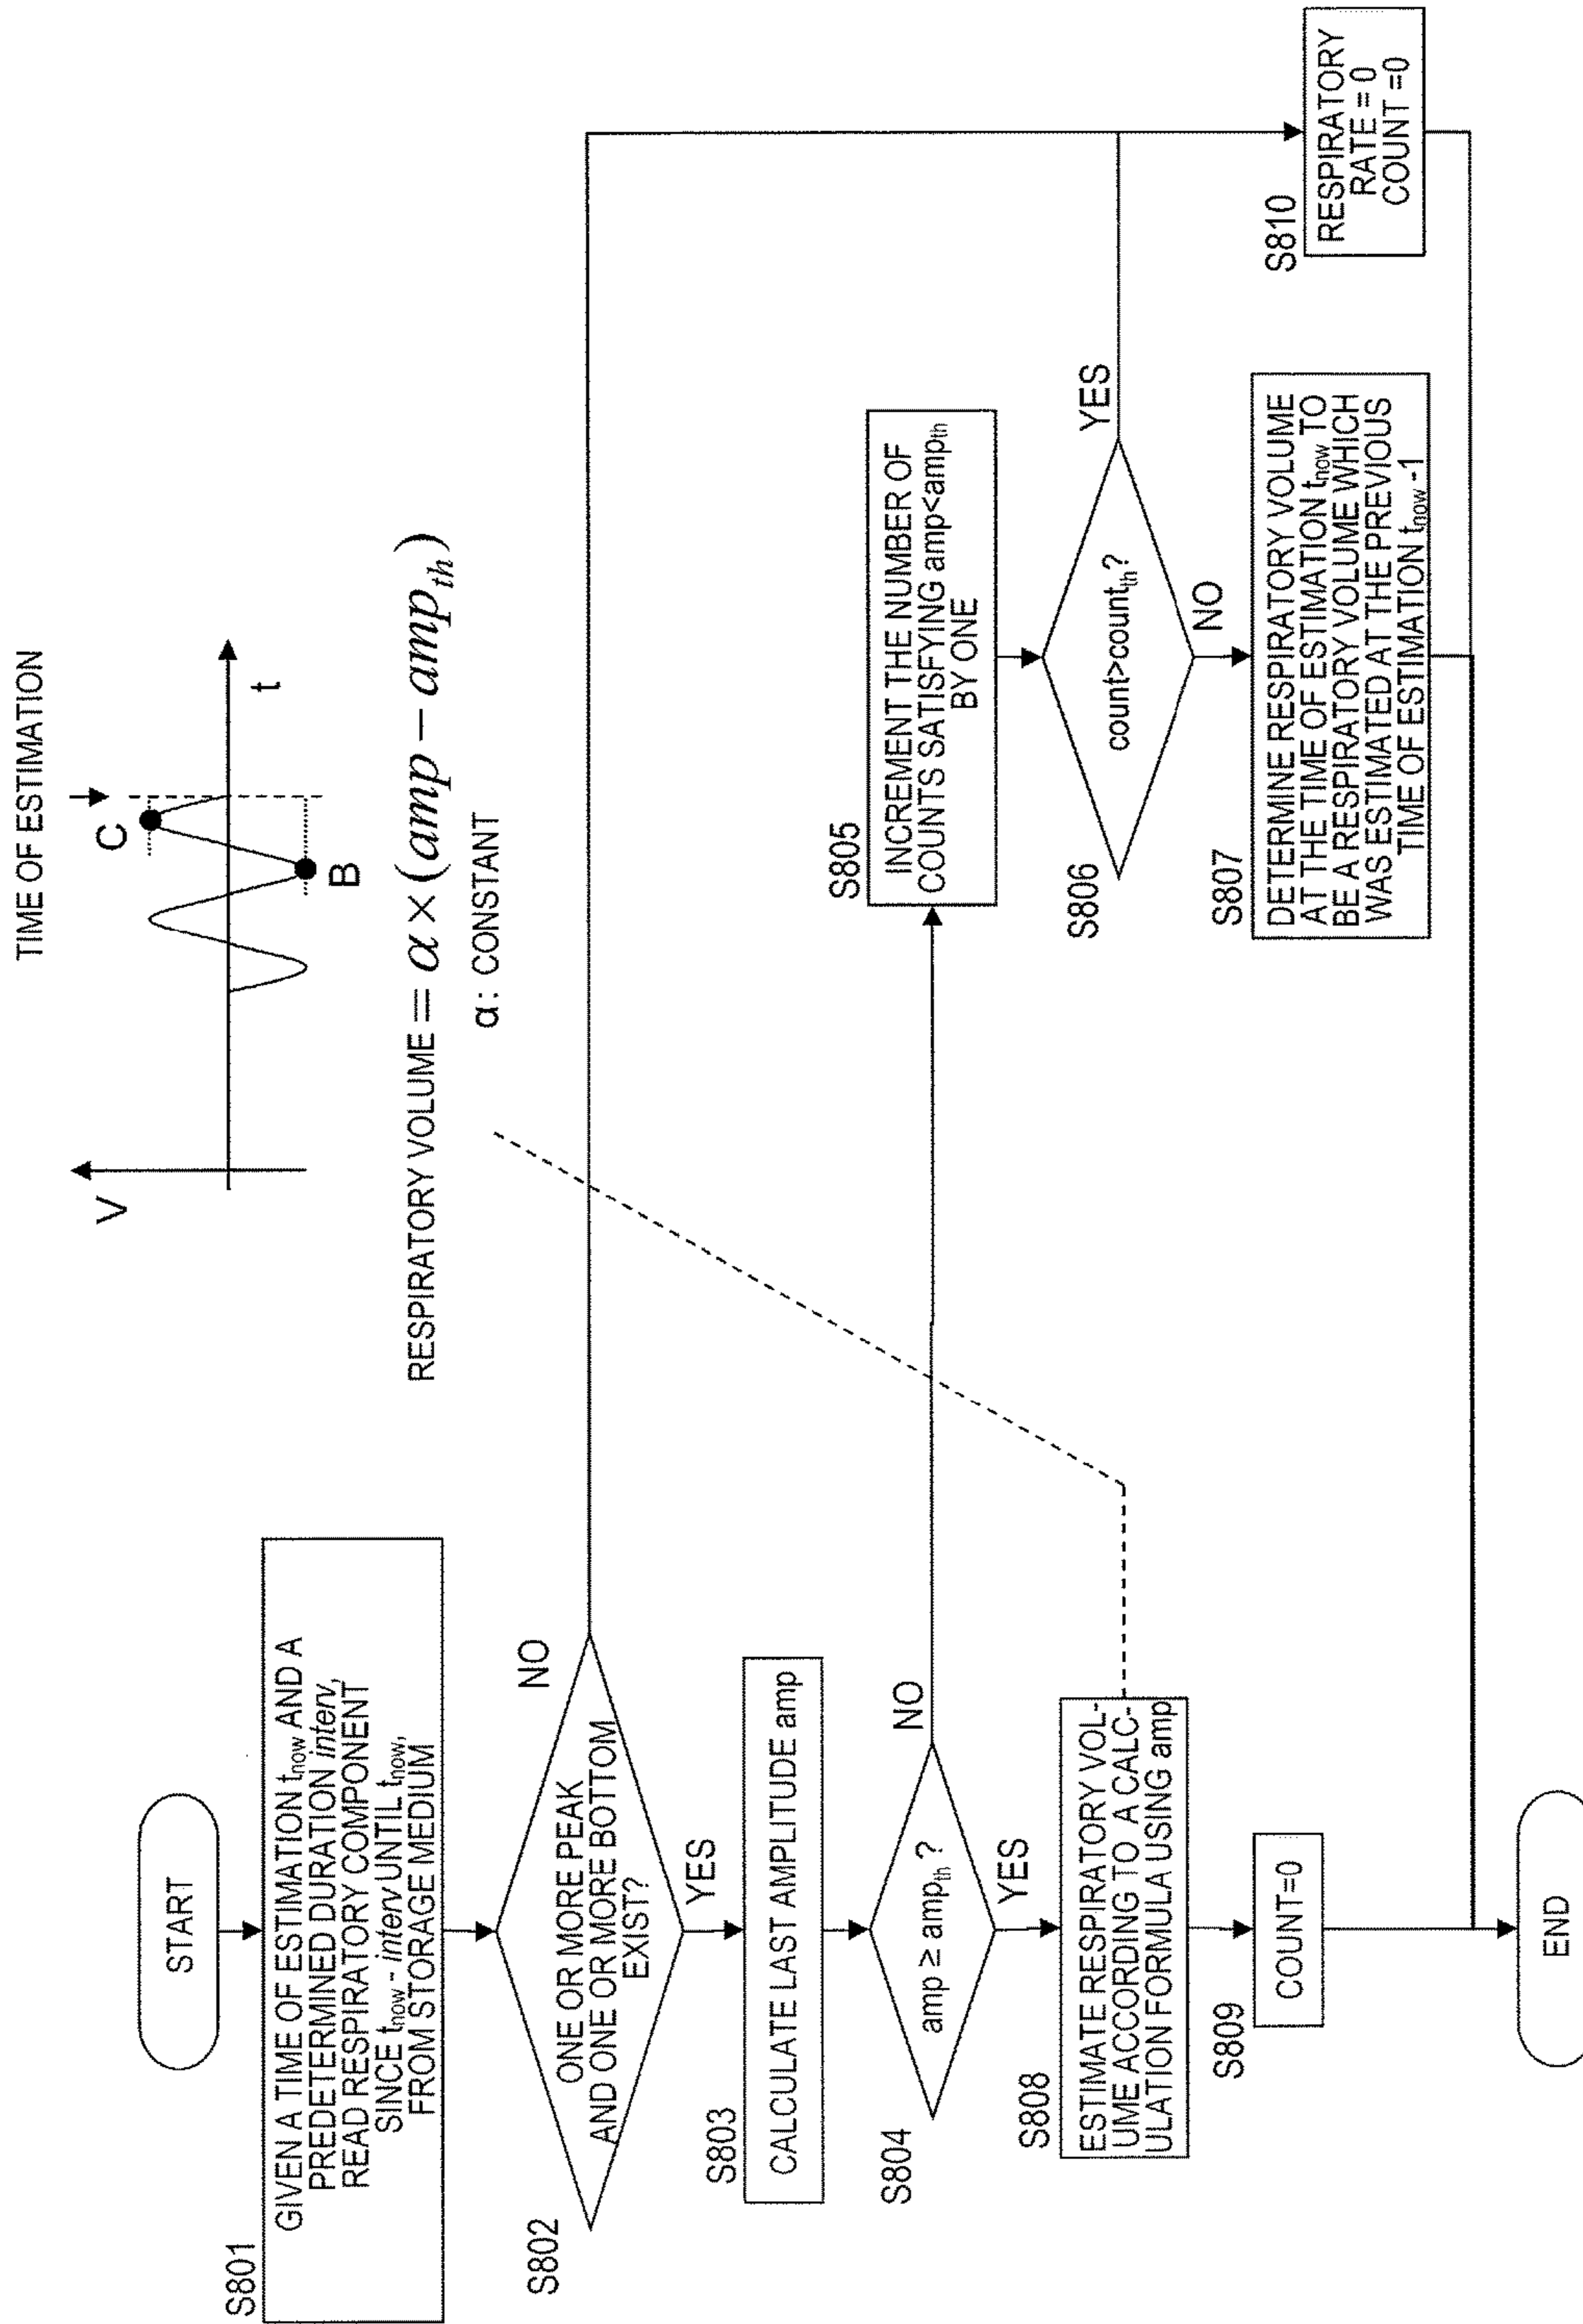 TIME OF ESTIMATION
V
C
B
t
RESPIRATORY VOLUME = α × (amp − amp_th)
α: CONSTANT
START
S801
GIVEN A TIME OF ESTIMATION t_now AND A
PREDETERMINED DURATION interv,
READ RESPIRATORY COMPONENT
SINCE t_now - interv UNTIL t_now,
FROM STORAGE MEDIUM
S802
ONE OR MORE PEAK
AND ONE OR MORE BOTTOM
EXIST?
NO
YES
S803
CALCULATE LAST AMPLITUDE amp
S804
amp ≥ amp_th ?
NO
YES
S805
INCREMENT THE NUMBER OF
COUNTS SATISFYING amp<amp_th
BY ONE
S806
count>count_th?
YES
NO
S807
DETERMINE RESPIRATORY VOLUME
AT THE TIME OF ESTIMATION t_now TO
BE A RESPIRATORY VOLUME WHICH
WAS ESTIMATED AT THE PREVIOUS
TIME OF ESTIMATION t_now -1
S808
ESTIMATE RESPIRATORY VOL-
UME ACCORDING TO A CALC-
ULATION FORMULA USING amp
S809
COUNT=0
S810
RESPIRATORY
RATE = 0
COUNT =0
END